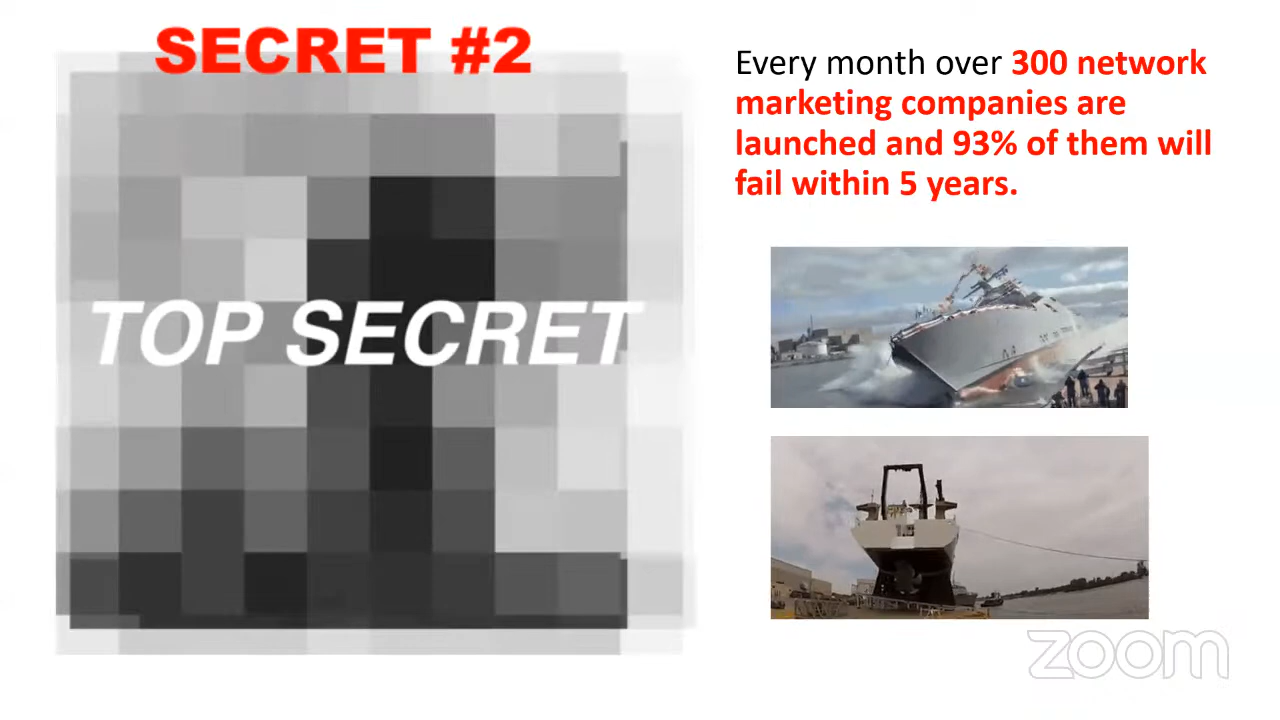 SECRET #2
TOP SECRET
Every month over 300 network
marketing companies are
launched and 93% of them will
fail within 5 years.
zoom